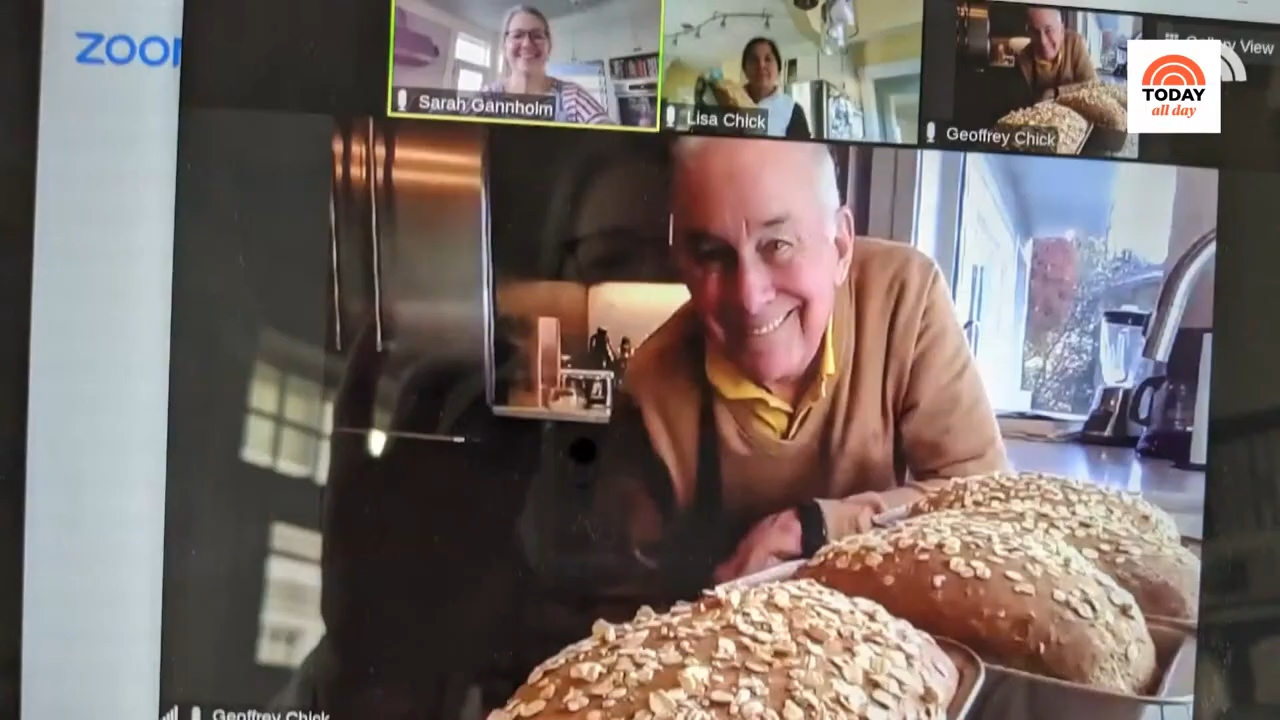 zoom
Sarah Gannholm
Lisa Chick
Geoffrey Chick
Gallery View
TODAY
all day
Geoffrey Chick